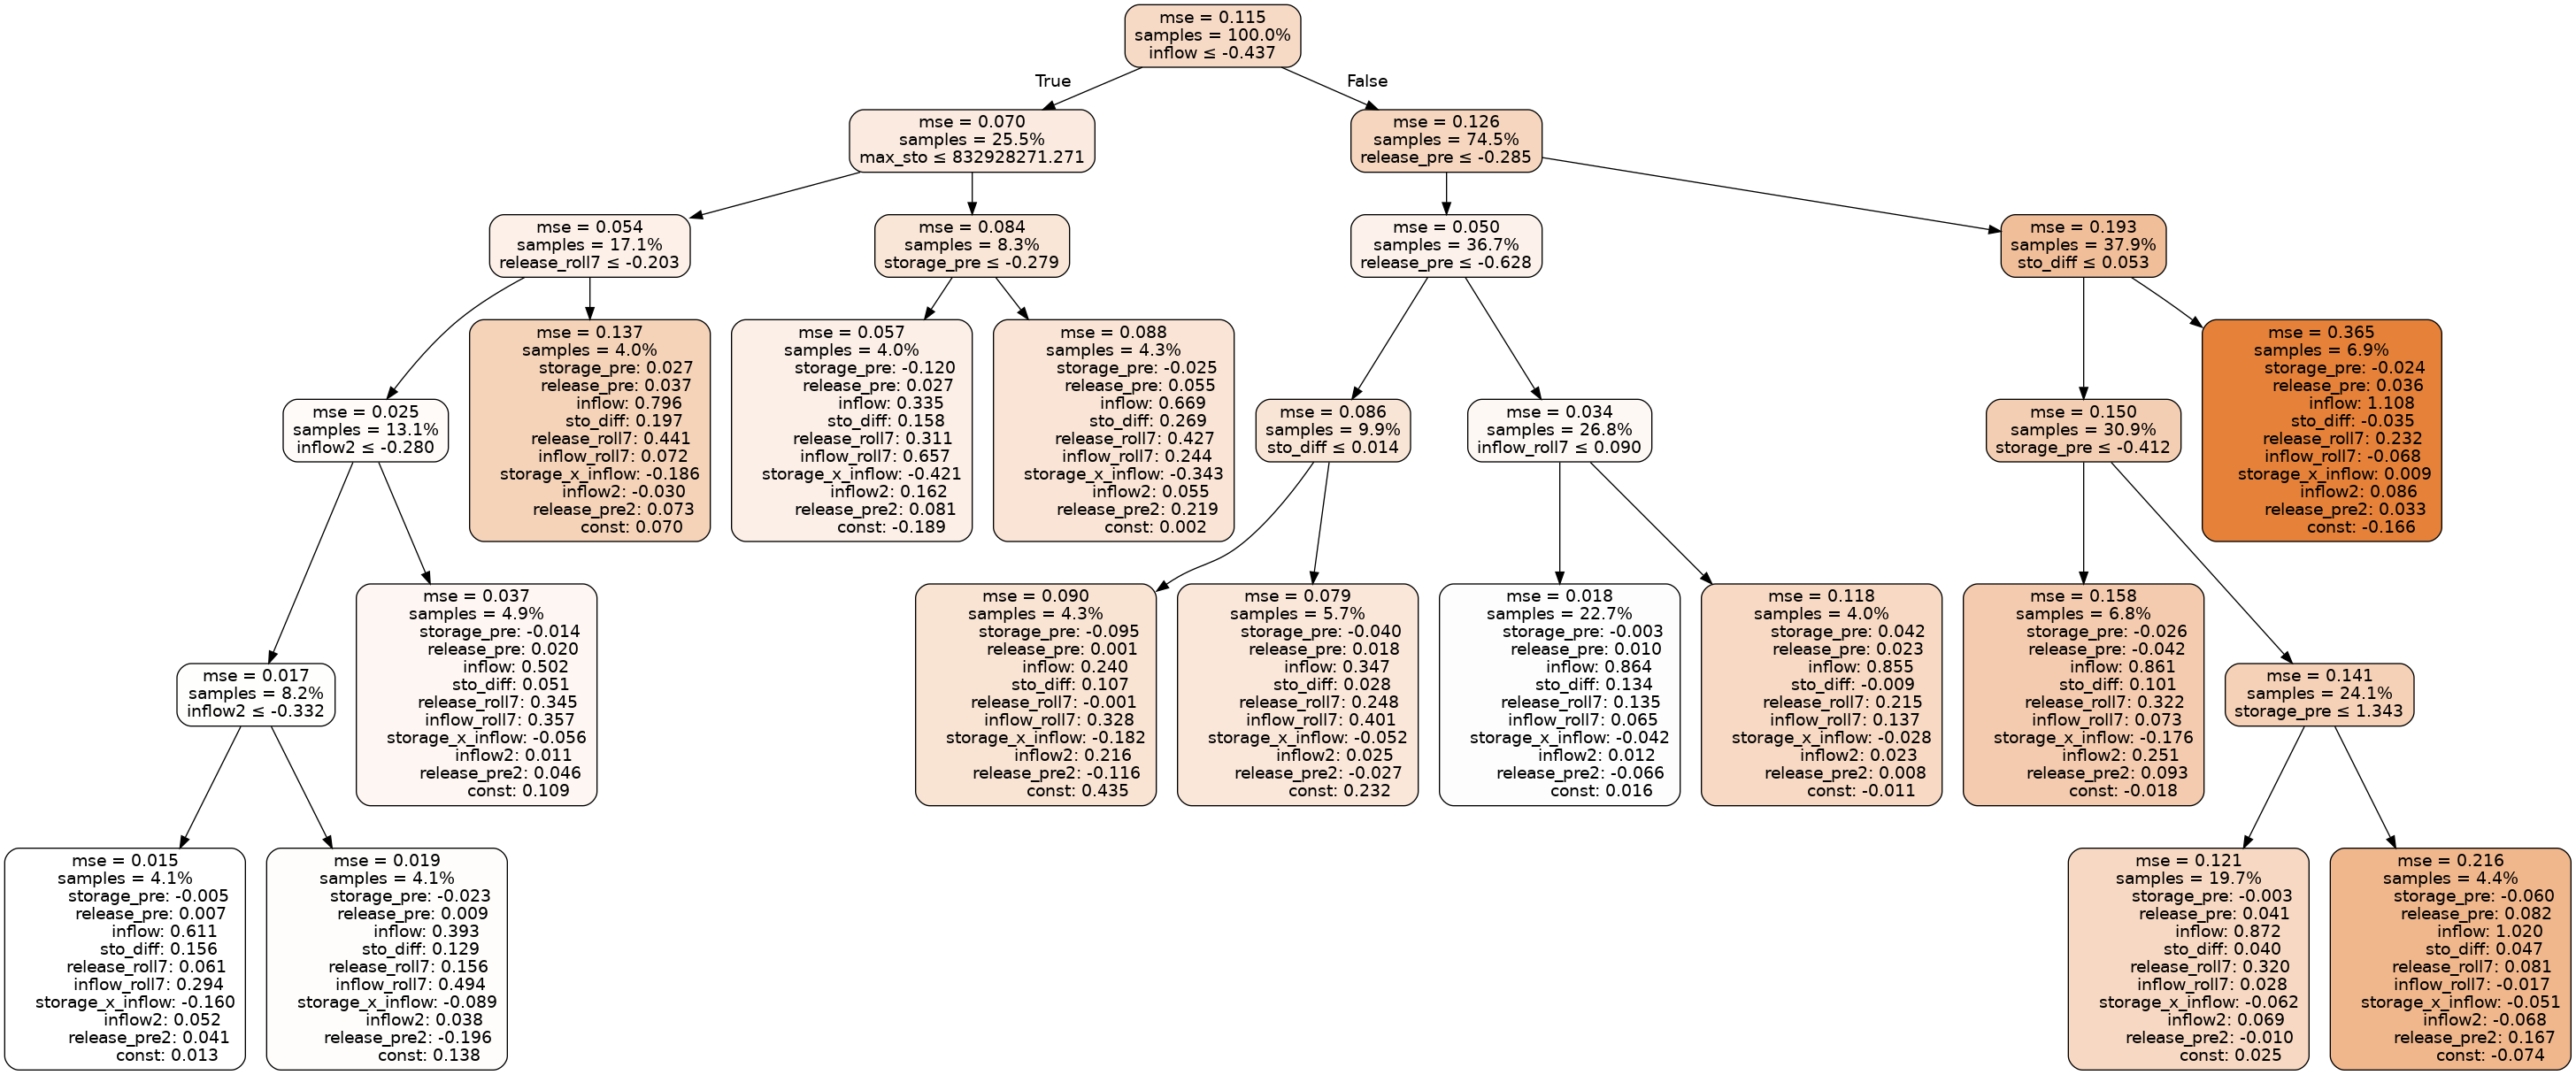 mse = 0.115
samples = 100.0%
inflow ≤ -0.437
True
False
mse = 0.070
samples = 25.5%
max_sto ≤ 832928271.271
mse = 0.126
samples = 74.5%
release_pre ≤ -0.285
mse = 0.054
samples = 17.1%
release_roll7 ≤ -0.203
mse = 0.084
samples = 8.3%
storage_pre ≤ -0.279
mse = 0.050
samples = 36.7%
release_pre ≤ -0.628
mse = 0.193
samples = 37.9%
sto_diff ≤ 0.053
mse = 0.025
samples = 13.1%
inflow2 ≤ -0.280
mse = 0.137
samples = 4.0%
storage_pre: 0.027
release_pre: 0.037
inflow: 0.796
sto_diff: 0.197
release_roll7: 0.441
inflow_roll7: 0.072
storage_x_inflow: -0.186
inflow2: -0.030
release_pre2: 0.073
const: 0.070
mse = 0.057
samples = 4.0%
storage_pre: -0.120
release_pre: 0.027
inflow: 0.335
sto_diff: 0.158
release_roll7: 0.311
inflow_roll7: 0.657
storage_x_inflow: -0.421
inflow2: 0.162
release_pre2: 0.081
const: -0.189
mse = 0.088
samples = 4.3%
storage_pre: -0.025
release_pre: 0.055
inflow: 0.669
sto_diff: 0.269
release_roll7: 0.427
inflow_roll7: 0.244
storage_x_inflow: -0.343
inflow2: 0.055
release_pre2: 0.219
const: 0.002
mse = 0.086
samples = 9.9%
sto_diff ≤ 0.014
mse = 0.034
samples = 26.8%
inflow_roll7 ≤ 0.090
mse = 0.150
samples = 30.9%
storage_pre ≤ -0.412
mse = 0.365
samples = 6.9%
storage_pre: -0.024
release_pre: 0.036
inflow: 1.108
sto_diff: -0.035
release_roll7: 0.232
inflow_roll7: -0.068
storage_x_inflow: 0.009
inflow2: 0.086
release_pre2: 0.033
const: -0.166
mse = 0.017
samples = 8.2%
inflow2 ≤ -0.332
mse = 0.037
samples = 4.9%
storage_pre: -0.014
release_pre: 0.020
inflow: 0.502
sto_diff: 0.051
release_roll7: 0.345
inflow_roll7: 0.357
storage_x_inflow: -0.056
inflow2: 0.011
release_pre2: 0.046
const: 0.109
mse = 0.090
samples = 4.3%
storage_pre: -0.095
release_pre: 0.001
inflow: 0.240
sto_diff: 0.107
release_roll7: -0.001
inflow_roll7: 0.328
storage_x_inflow: -0.182
inflow2: 0.216
release_pre2: -0.116
const: 0.435
mse = 0.079
samples = 5.7%
storage_pre: -0.040
release_pre: 0.018
inflow: 0.347
sto_diff: 0.028
release_roll7: 0.248
inflow_roll7: 0.401
storage_x_inflow: -0.052
inflow2: 0.025
release_pre2: -0.027
const: 0.232
mse = 0.018
samples = 22.7%
storage_pre: -0.003
release_pre: 0.010
inflow: 0.864
sto_diff: 0.134
release_roll7: 0.135
inflow_roll7: 0.065
storage_x_inflow: -0.042
inflow2: 0.012
release_pre2: -0.066
const: 0.016
mse = 0.118
samples = 4.0%
storage_pre: 0.042
release_pre: 0.023
inflow: 0.855
sto_diff: -0.009
release_roll7: 0.215
inflow_roll7: 0.137
storage_x_inflow: -0.028
inflow2: 0.023
release_pre2: 0.008
const: -0.011
mse = 0.158
samples = 6.8%
storage_pre: -0.026
release_pre: -0.042
inflow: 0.861
sto_diff: 0.101
release_roll7: 0.322
inflow_roll7: 0.073
storage_x_inflow: -0.176
inflow2: 0.251
release_pre2: 0.093
const: -0.018
mse = 0.141
samples = 24.1%
storage_pre ≤ 1.343
mse = 0.015
samples = 4.1%
storage_pre: -0.005
release_pre: 0.007
inflow: 0.611
sto_diff: 0.156
release_roll7: 0.061
inflow_roll7: 0.294
storage_x_inflow: -0.160
inflow2: 0.052
release_pre2: 0.041
const: 0.013
mse = 0.019
samples = 4.1%
storage_pre: -0.023
release_pre: 0.009
inflow: 0.393
sto_diff: 0.129
release_roll7: 0.156
inflow_roll7: 0.494
storage_x_inflow: -0.089
inflow2: 0.038
release_pre2: -0.196
const: 0.138
mse = 0.121
samples = 19.7%
storage_pre: -0.003
release_pre: 0.041
inflow: 0.872
sto_diff: 0.040
release_roll7: 0.320
inflow_roll7: 0.028
storage_x_inflow: -0.062
inflow2: 0.069
release_pre2: -0.010
const: 0.025
mse = 0.216
samples = 4.4%
storage_pre: -0.060
release_pre: 0.082
inflow: 1.020
sto_diff: 0.047
release_roll7: 0.081
inflow_roll7: -0.017
storage_x_inflow: -0.051
inflow2: -0.068
release_pre2: 0.167
const: -0.074